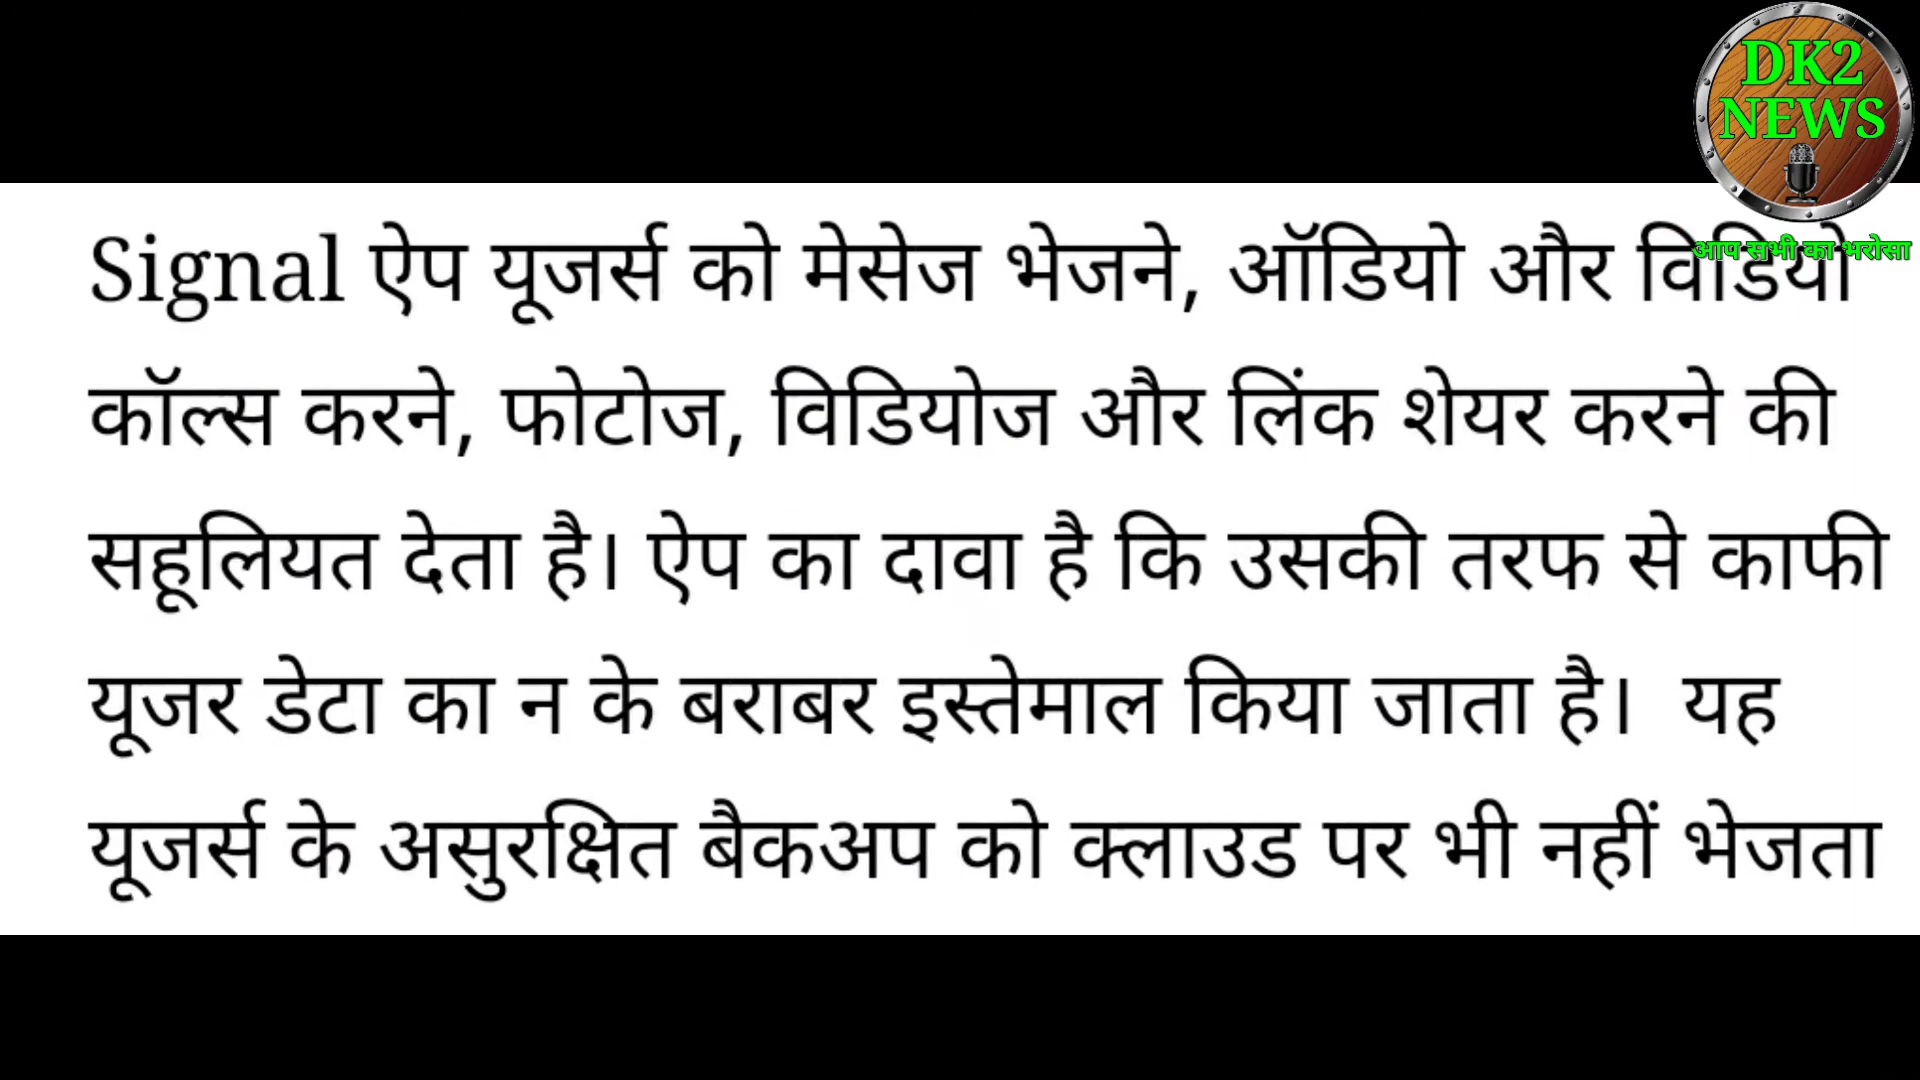 DK2
NEWS
आप सभी का भरोसा
Signal ऐप यूजर्स को मेसेज भेजने, ऑडियो और विडियो
कॉल्स करने, फोटोज, विडियोज और लिंक शेयर करने की
सहूलियत देता है। ऐप का दावा है कि उसकी तरफ से काफी
यूजर डेटा का न के बराबर इस्तेमाल किया जाता है। यह
यूजर्स के असुरक्षित बैकअप को क्लाउड पर भी नहीं भेजता